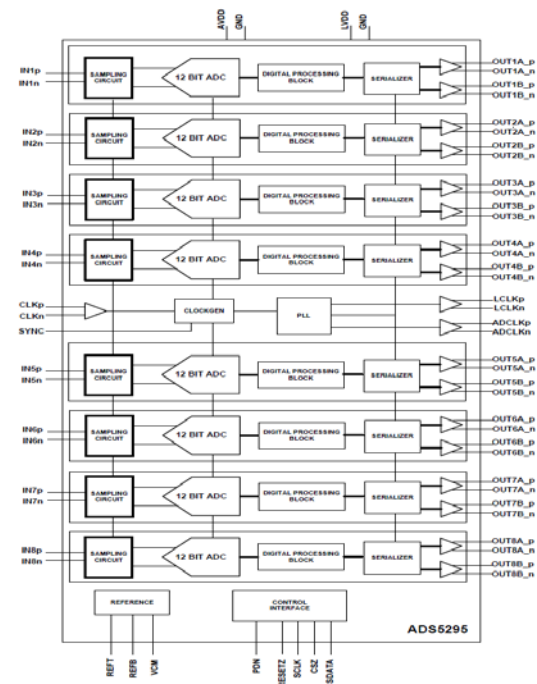 AVDD
GND
LVDD
GND
IN1p
IN1n
SAMPLING
CIRCUIT
12 BIT ADC
DIGITAL PROCESSING
BLOCK
SERIALIZER
OUT1A_p
OUT1A_n
OUT1B_p
OUT1B_n
IN2p
IN2n
SAMPLING
CIRCUIT
12 BIT ADC
DIGITAL PROCESSING
BLOCK
SERIALIZER
OUT2A_p
OUT2A_n
OUT2B_p
OUT2B_n
IN3p
IN3n
SAMPLING
CIRCUIT
12 BIT ADC
DIGITAL PROCESSING
BLOCK
SERIALIZER
OUT3A_p
OUT3A_n
OUT3B_p
OUT3B_n
IN4p
IN4n
SAMPLING
CIRCUIT
12 BIT ADC
DIGITAL PROCESSING
BLOCK
SERIALIZER
OUT4A_p
OUT4A_n
OUT4B_p
OUT4B_n
CLKp
CLKn
SYNC
CLOCKGEN
PLL
LCLKp
LCLKn
ADCLKp
ADCLKn
IN5p
IN5n
SAMPLING
CIRCUIT
12 BIT ADC
DIGITAL PROCESSING
BLOCK
SERIALIZER
OUT5A_p
OUT5A_n
OUT5B_p
OUT5B_n
IN6p
IN6n
SAMPLING
CIRCUIT
12 BIT ADC
DIGITAL PROCESSING
BLOCK
SERIALIZER
OUT6A_p
OUT6A_n
OUT6B_p
OUT6B_n
IN7p
IN7n
SAMPLING
CIRCUIT
12 BIT ADC
DIGITAL PROCESSING
BLOCK
SERIALIZER
OUT7A_p
OUT7A_n
OUT7B_p
OUT7B_n
IN8p
IN8n
SAMPLING
CIRCUIT
12 BIT ADC
DIGITAL PROCESSING
BLOCK
SERIALIZER
OUT8A_p
OUT8A_n
OUT8B_p
OUT8B_n
REFERENCE
CONTROL
INTERFACE
ADS5295
REFT
REFB
VCM
PDN
RESETZ
SCLK
CSZ
SDATA